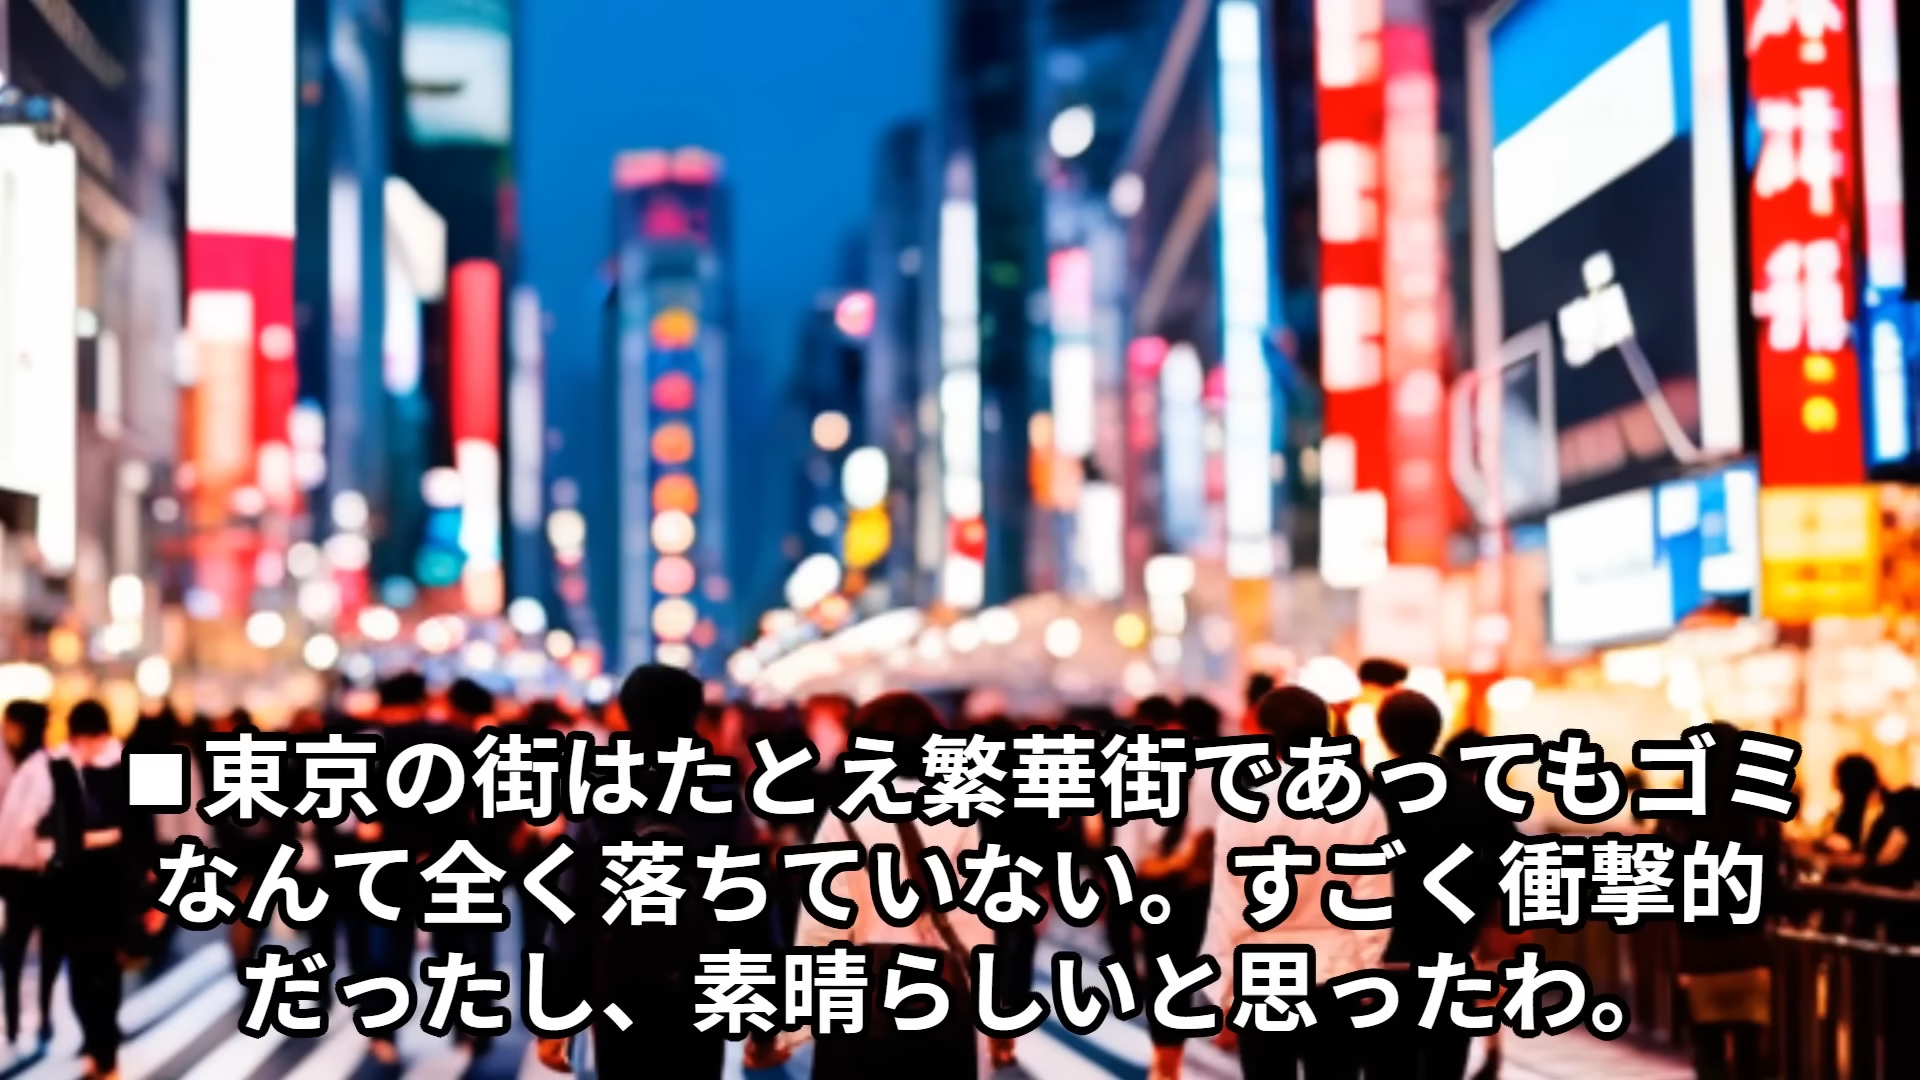 ■東京の街はたとえ繁華街であってもゴミ
なんて全く落ちていない。すごく衝撃的
だったし、素晴らしいと思ったわ。